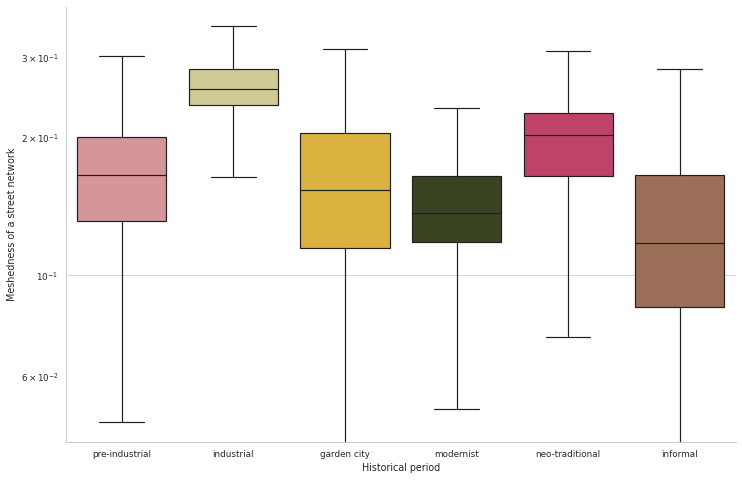 Meshedness of a street network
3 × 10⁻¹
2 × 10⁻¹
10⁻¹
6 × 10⁻²
pre-industrial industrial garden city modernist neo-traditional informal
Historical period